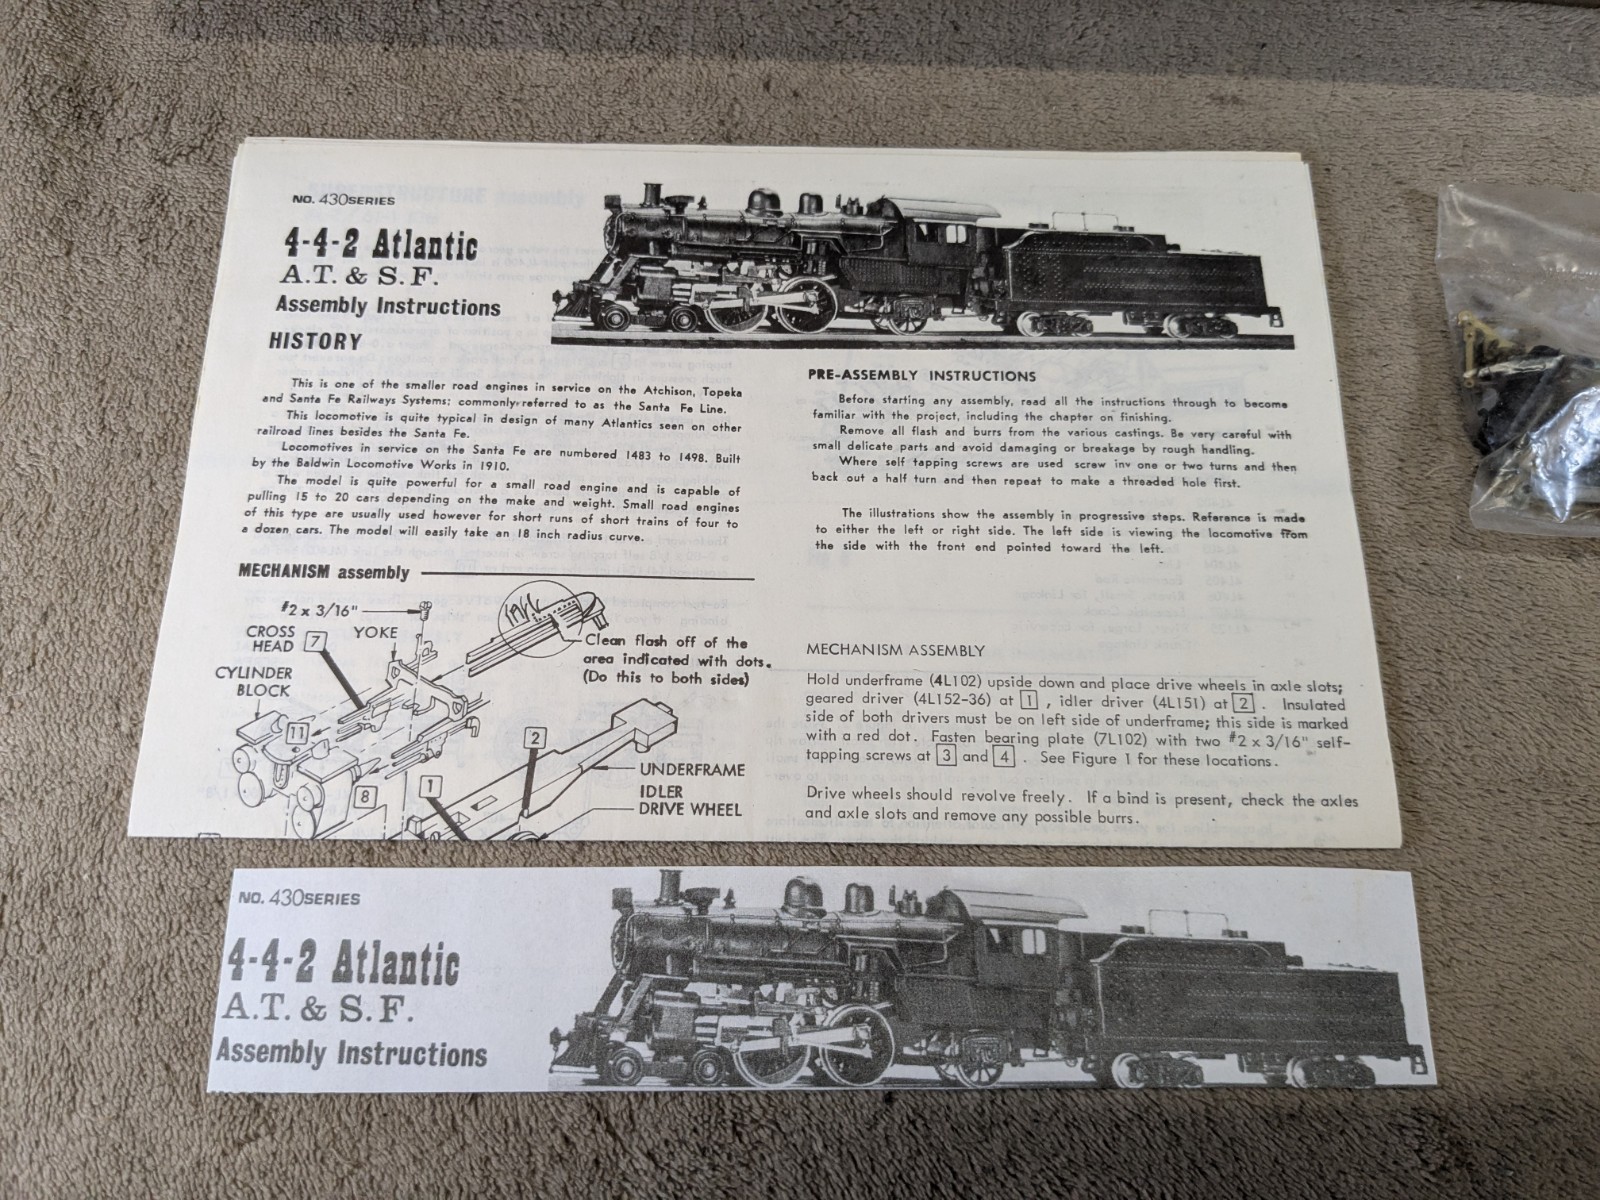 NO. 430 SERIES
4-4-2 Atlantic
A.T. & S.F.
Assembly Instructions
HISTORY
This is one of the smaller road engines in service on the Atchison, Topeka
and Santa Fe Railways Systems; commonly referred to as the Santa Fe Line.
This locomotive is quite typical in design of many Atlantics seen on other
railroad lines besides the Santa Fe.
Locomotives in service on the Santa Fe are numbered 1483 to 1498. Built
by the Baldwin Locomotive Works in 1910.
The model is quite powerful for a small road engine and is capable of
pulling 15 to 20 cars depending on the make and weight. Small road engines
of this type are usually used however for short runs of short trains of four to
a dozen cars. The model will easily take an 18 inch radius curve.
MECHANISM assembly
#2 x 3/16"
CROSS
HEAD
7
YOKE
CYLINDER
BLOCK
Clean flash off of the
area indicated with dots.
(Do this to both sides)
11
8
1
2
UNDERFRAME
IDLER
DRIVE WHEEL
PRE-ASSEMBLY INSTRUCTIONS
Before starting any assembly, read all the instructions through to become
familiar with the project, including the chapter on finishing.
Remove all flash and burrs from the various castings. Be very careful with
small delicate parts and avoid damaging or breakage by rough handling.
Where self tapping screws are used screw inv one or two turns and then
back out a half turn and then repeat to make a threaded hole first.
The illustrations show the assembly in progressive steps. Reference is made
to either the left or right side. The left side is viewing the locomotive from
the side with the front end pointed toward the left.
MECHANISM ASSEMBLY
Hold underframe (4L102) upside down and place drive wheels in axle slots;
geared driver (4L152-36) at 1 , idler driver (4L151) at 2 . Insulated
side of both drivers must be on left side of underframe; this side is marked
with a red dot. Fasten bearing plate (7L102) with two #2 x 3/16" self-
tapping screws at 3 and 4 . See Figure 1 for these locations.
Drive wheels should revolve freely. If a bind is present, check the axles
and axle slots and remove any possible burrs.
NO. 430 SERIES
4-4-2 Atlantic
A.T. & S.F.
Assembly Instructions